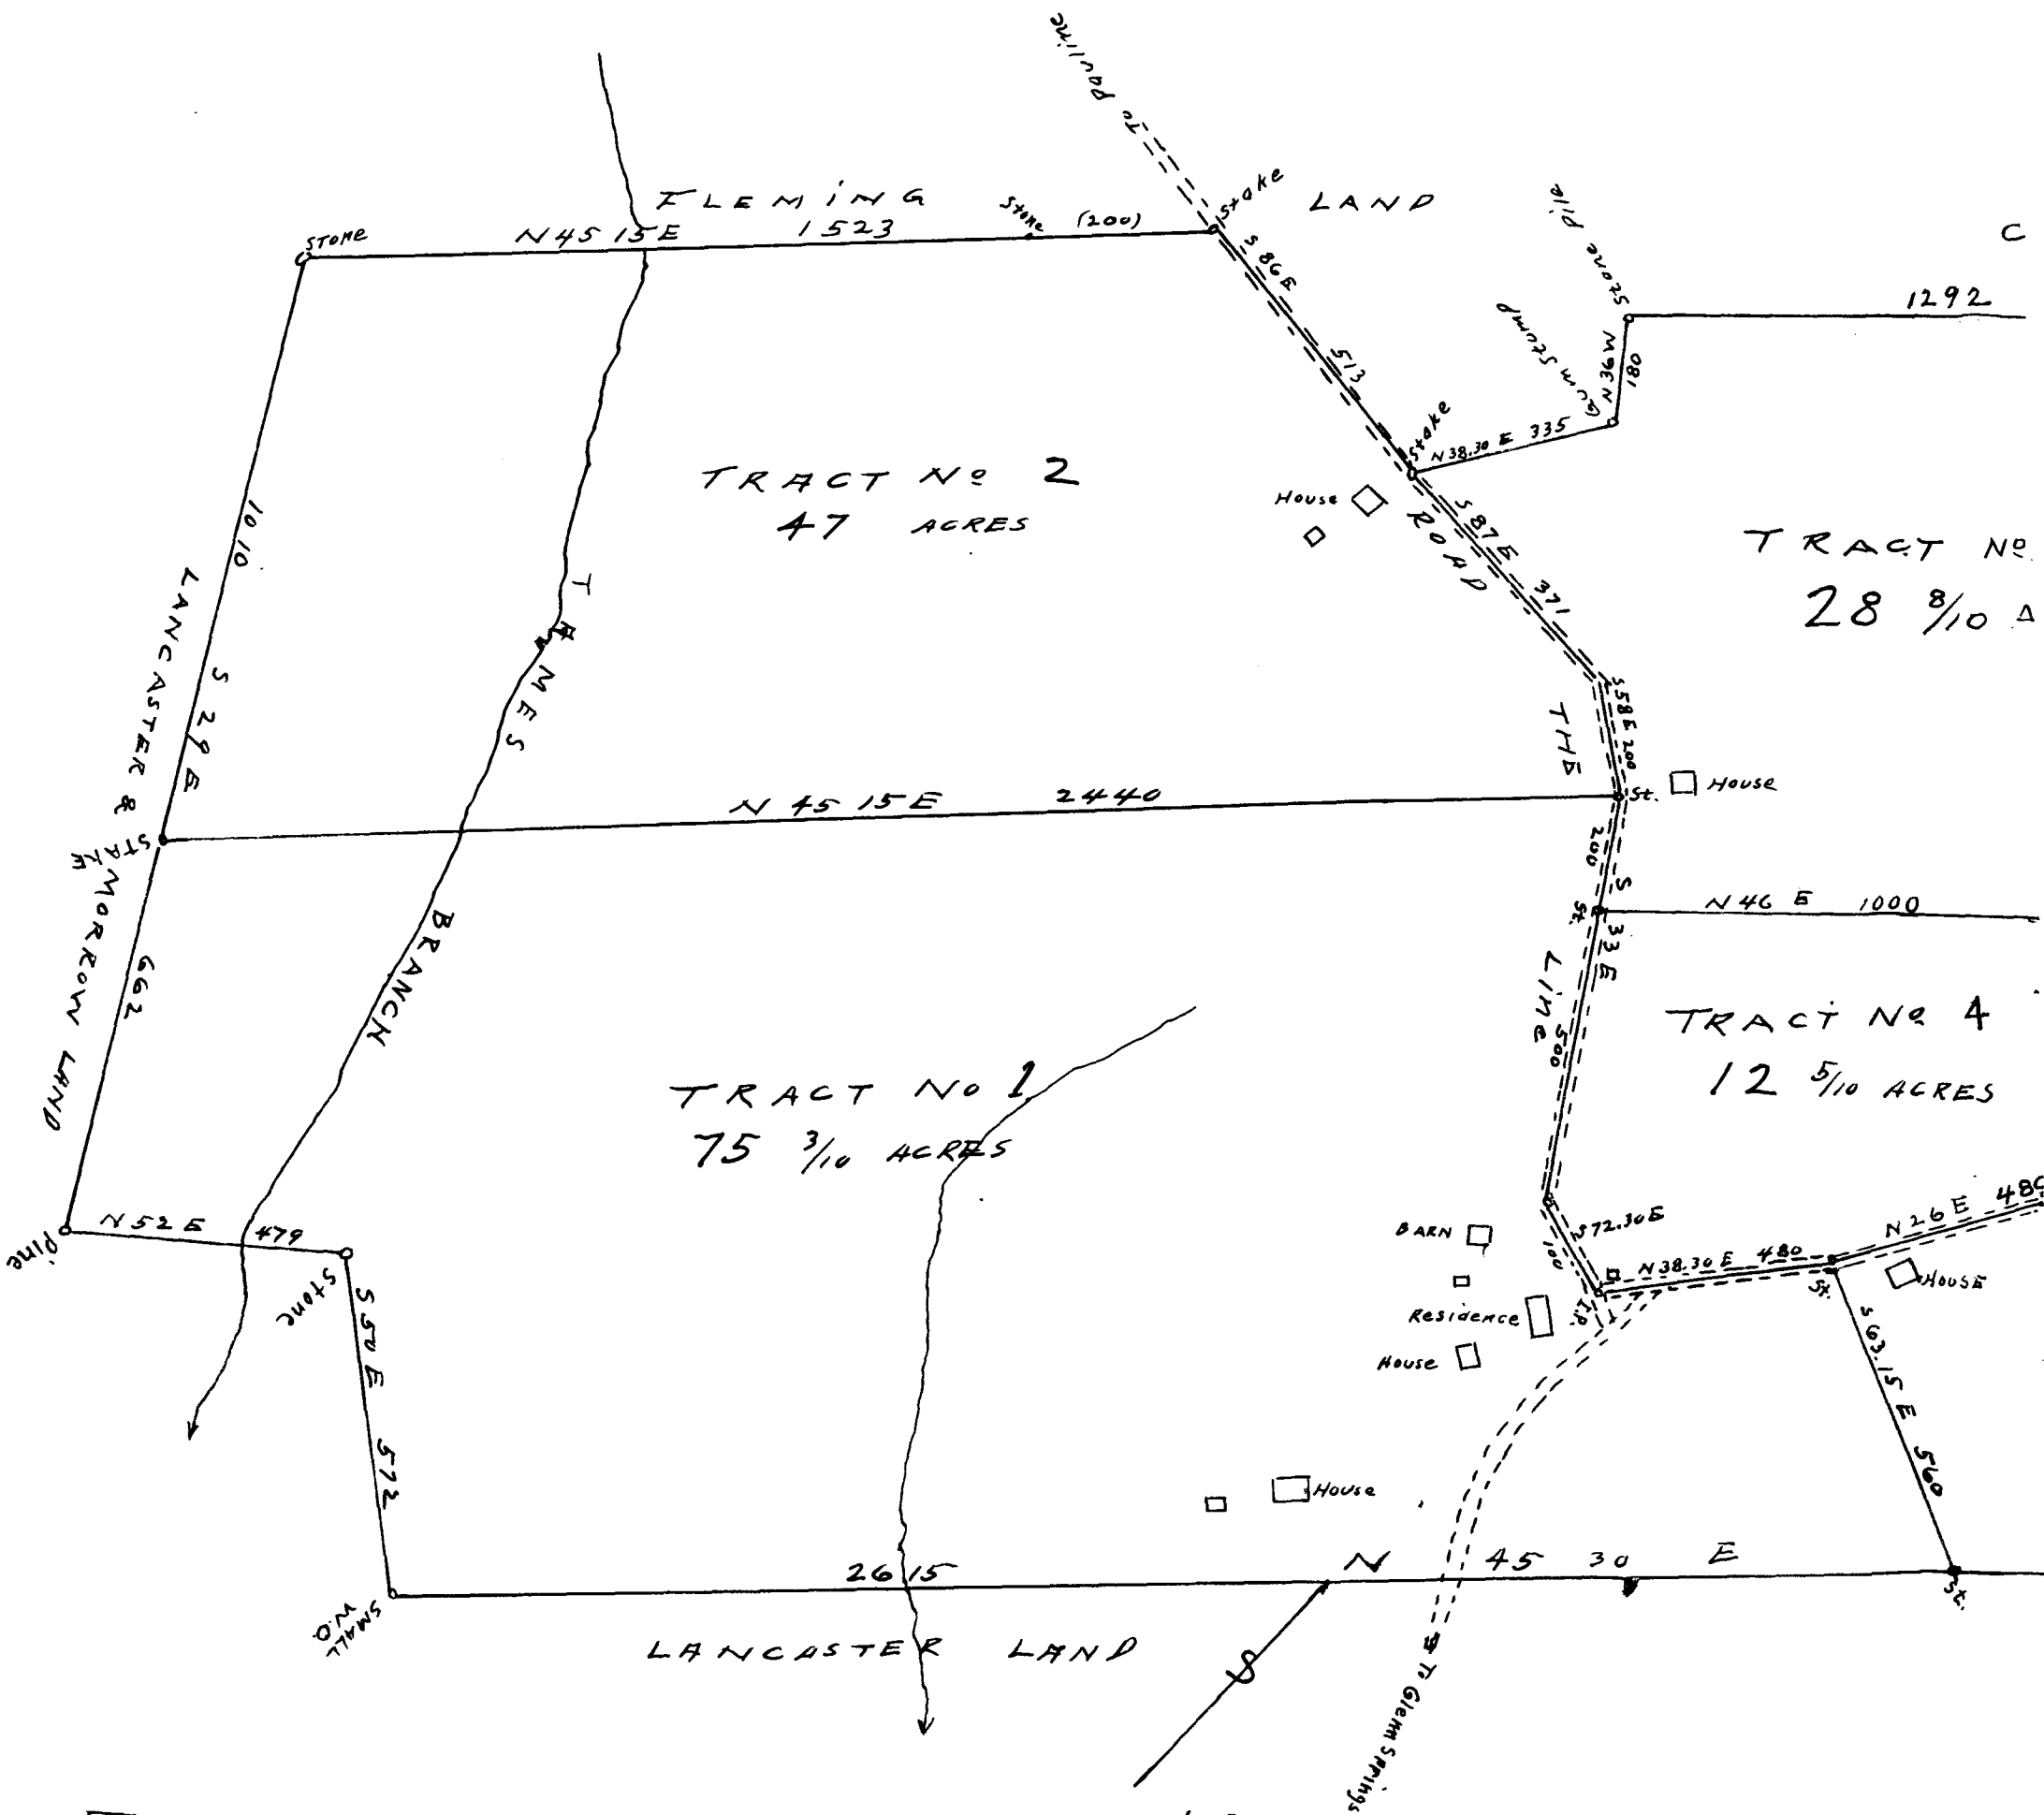 To Pauline
FLEMING
LAND
C
STONE
N 45 15 E
1523
Stone
(200)
Stake
S 86 E
513
Stone Pile
1292
N 36 W
180
Gum Stump
Stake
N 38.30 E 335
TRACT No 2
47 ACRES
House
ROAD
S 87 E
371
TRACT No
28 8/10 A
1010
S 29 E
LANCASTER &
MORROW LAND
JAMES
BRANCH
THE
Line
S 58 E 200
St.
House
N 45 15 E
2440
STAKE
200
S 33 E
St.
N 46 E 1000
500
662
TRACT No 4
12 5/10 ACRES
TRACT No 1
75 3/10 ACRES
Pine
N 52 E
479
Stone
BARN
S 72.30 E
100
N 38.30 E 480
N 26 E 480
St.
HOUSE
I.P.
Residence
House
S 50 E 572
S 63.15 E 560
House
2615
N 45 30 E
St.
SMALL
W.O.
LANCASTER LAND
S
To Glenn Springs